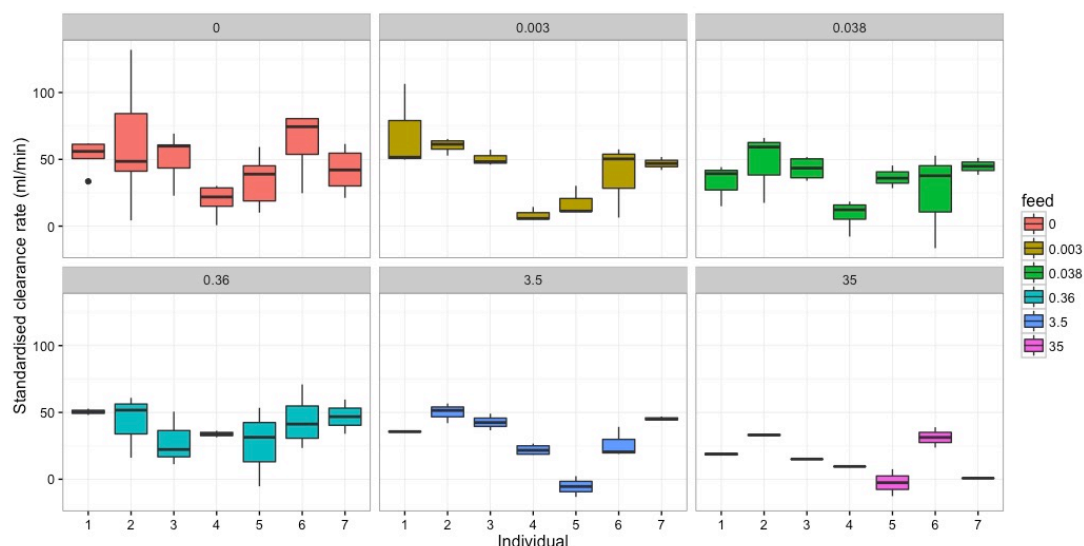 0 0.003 0.038
Standardised clearance rate (ml/min)
100
50
0
0.36 3.5 35
100
50
0
1 2 3 4 5 6 7 1 2 3 4 5 6 7 1 2 3 4 5 6 7
Individual
feed
0
0.003
0.038
0.36
3.5
35